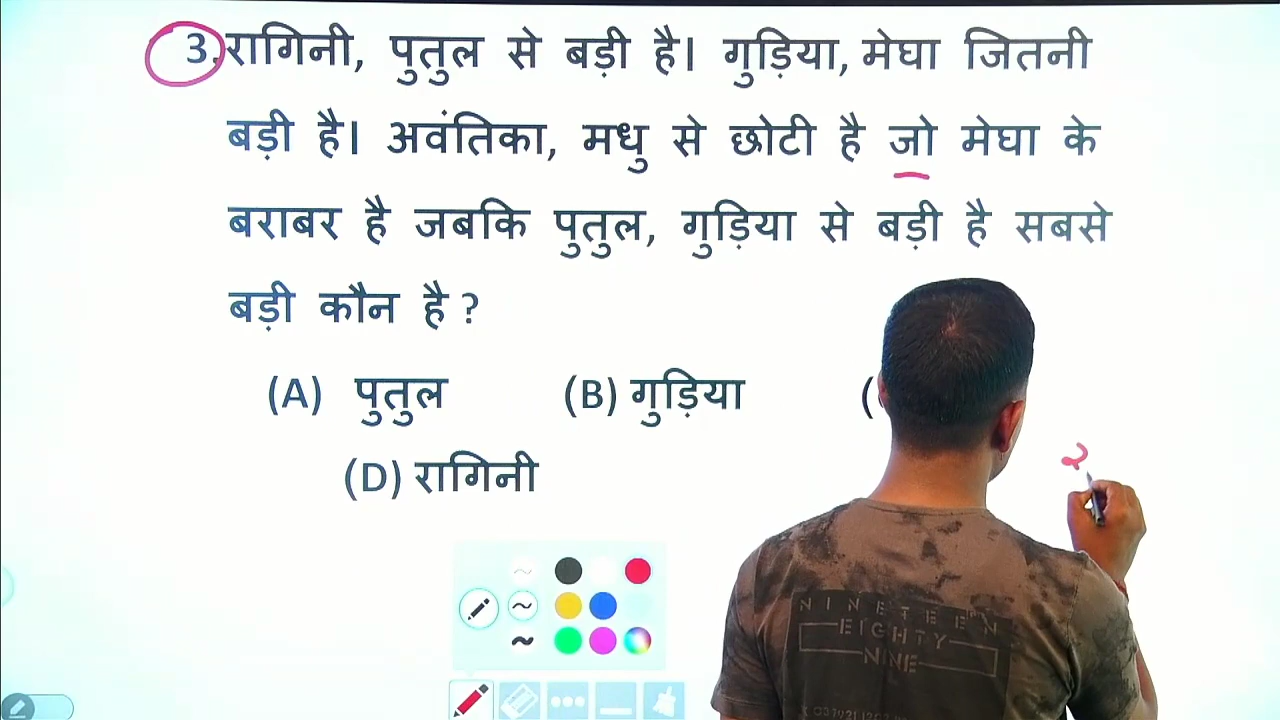 3. रागिनी, पुतुल से बड़ी है। गुड़िया, मेघा जितनी
बड़ी है। अवंतिका, मधु से छोटी है जो मेघा के
बराबर है जबकि पुतुल, गुड़िया से बड़ी है सबसे
बड़ी कौन है ?
(A) पुतुल (B) गुड़िया (
(D) रागिनी
NINETEEN
EIGHTY
NINE